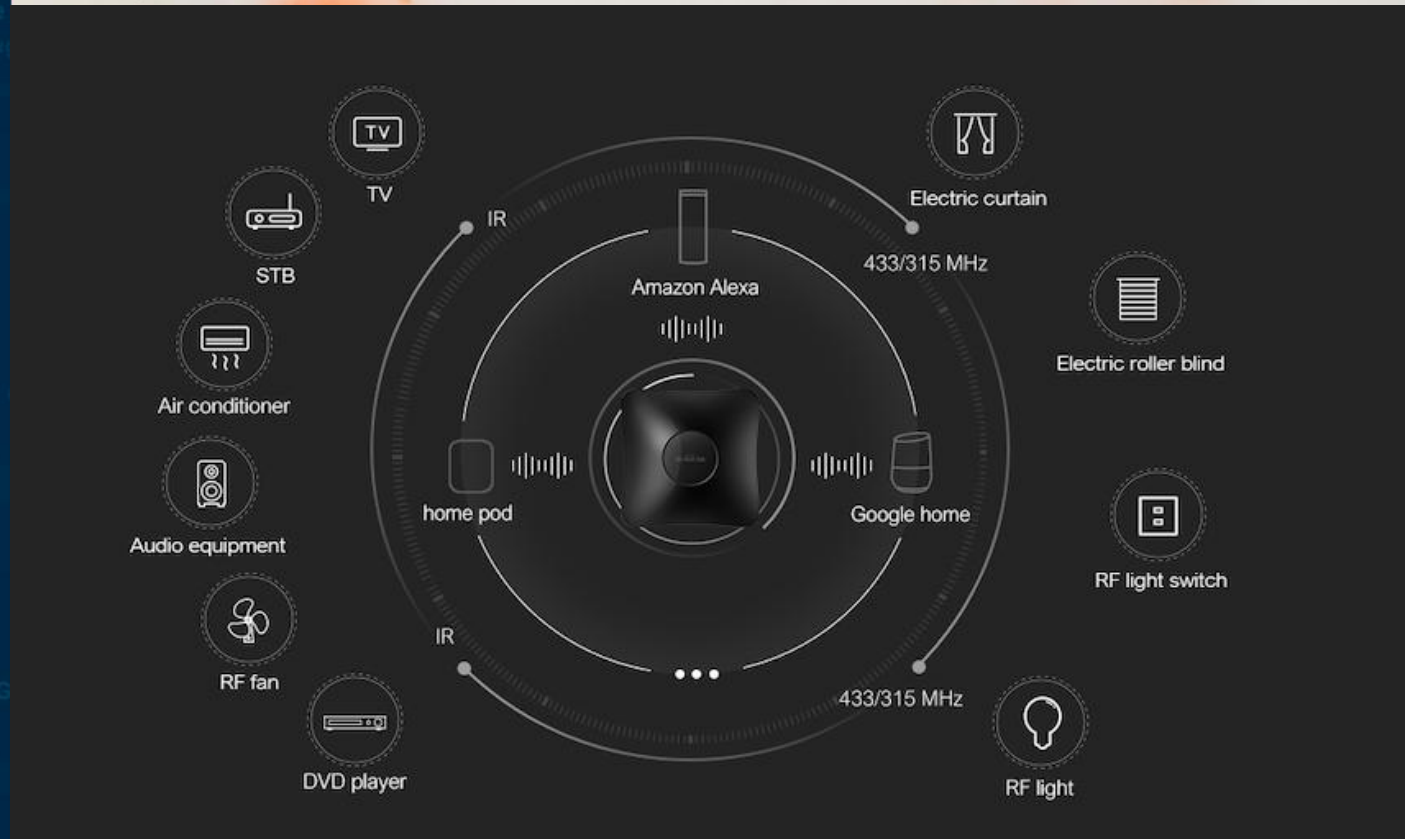 TV
TV
STB
Air conditioner
Audio equipment
RF fan
DVD player
IR
IR
Amazon Alexa
home pod
Google home
433/315 MHz
433/315 MHz
Electric curtain
Electric roller blind
RF light switch
RF light